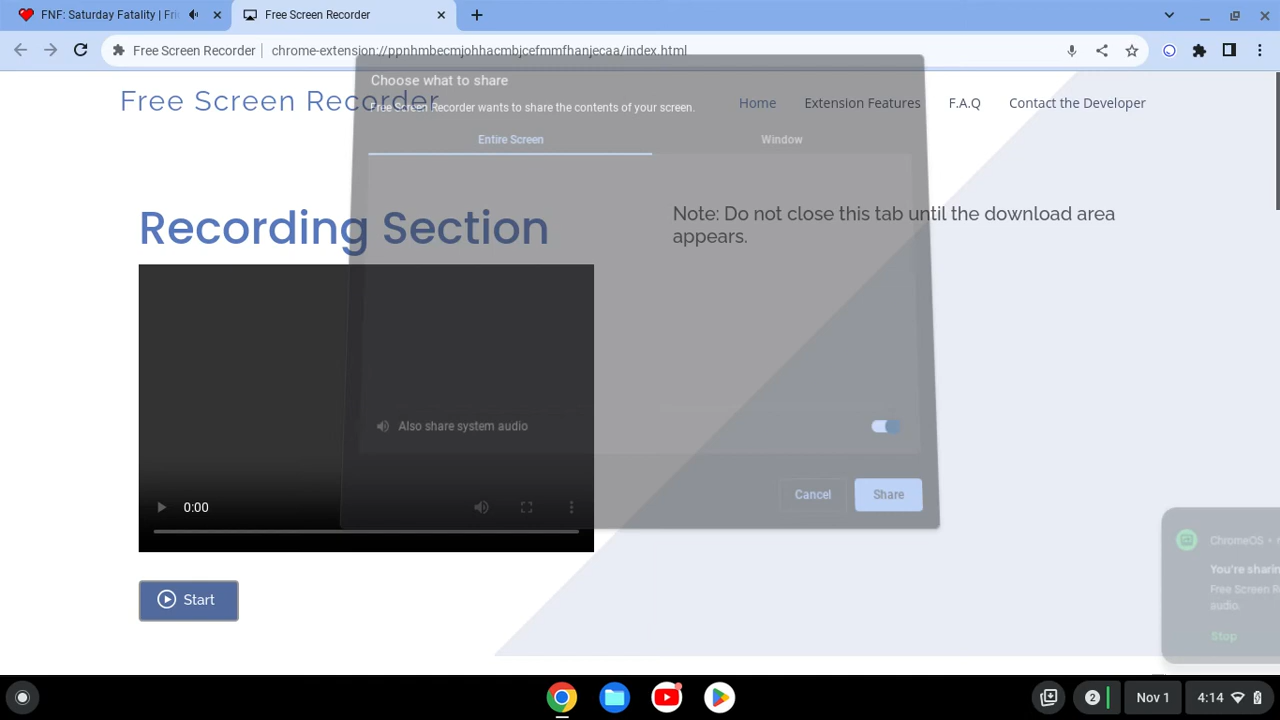 FNF: Saturday Fatality | Fri
Free Screen Recorder
Free Screen Recorder
chrome-extension://ppnhmbecmjohhacmbjcefmmfhanjecaa/index.html
Choose what to share
Free Screen Recorder
Free Screen Recorder wants to share the contents of your screen.
Home
Extension Features
F.A.Q
Contact the Developer
Entire Screen
Window
Recording Section
Note: Do not close this tab until the download area
appears.
Also share system audio
Cancel
Share
0:00
ChromeOS •
You're sharin
Free Screen R
audio.
Stop
Start
2
Nov 1
4:14